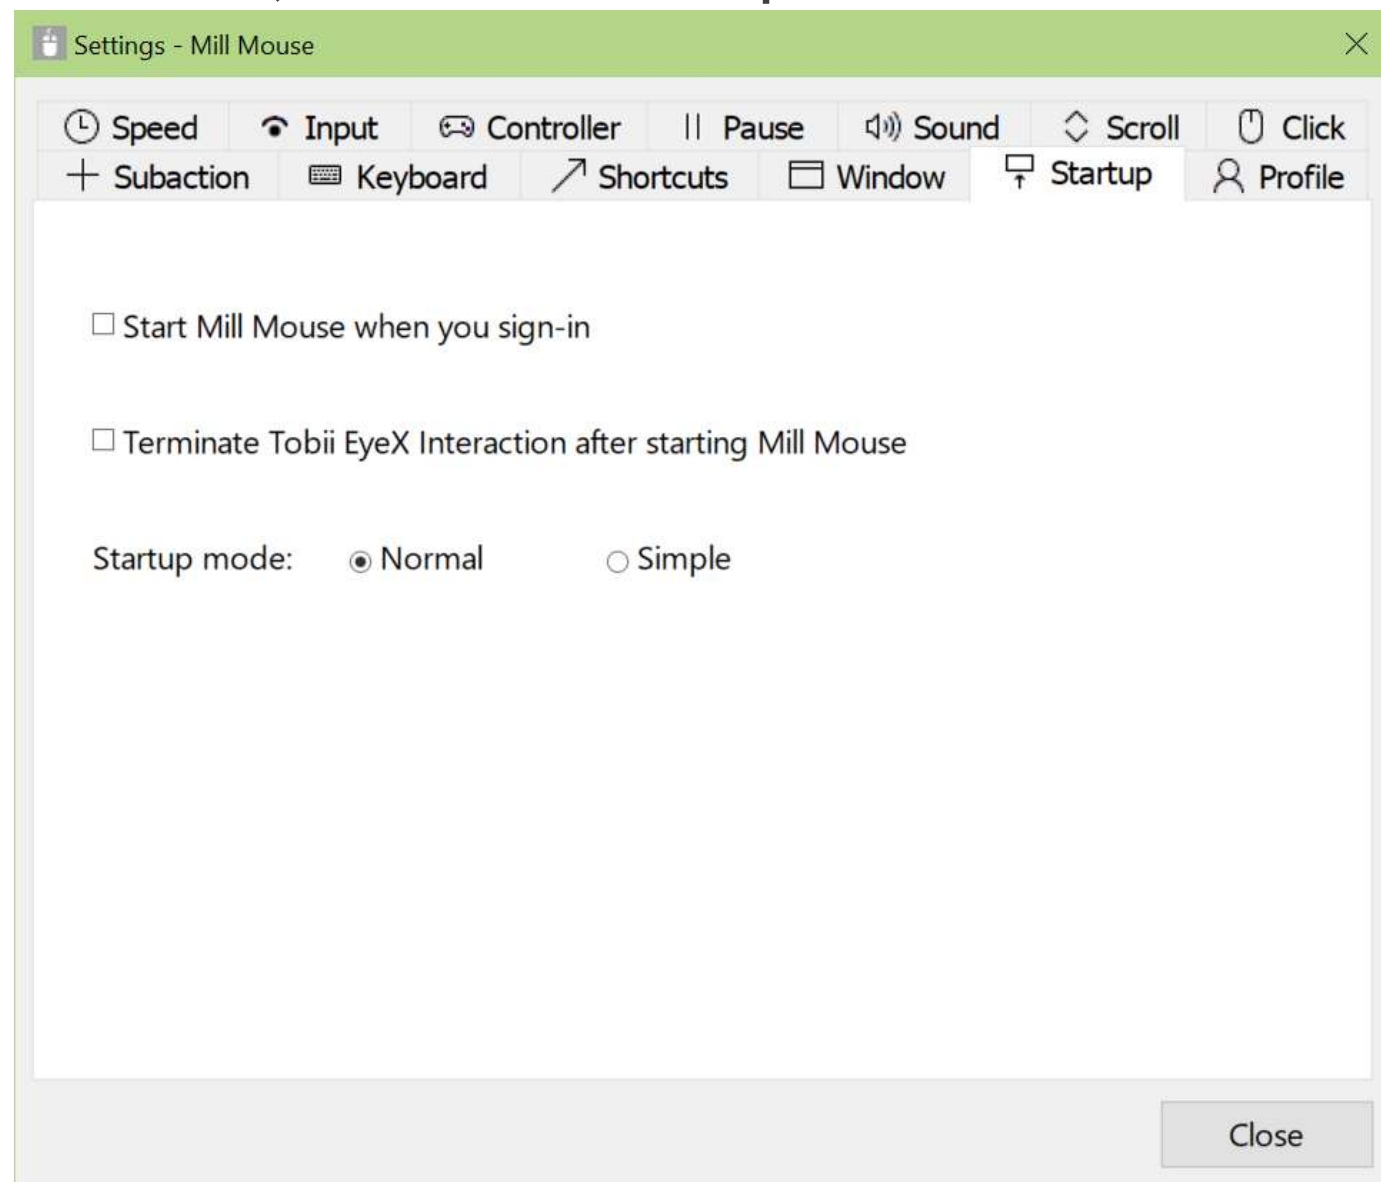 Settings - Mill Mouse
Speed Input Controller Pause Sound Scroll Click
Subaction Keyboard Shortcuts Window Startup Profile
Start Mill Mouse when you sign-in
Terminate Tobii EyeX Interaction after starting Mill Mouse
Startup mode: Normal Simple
Close